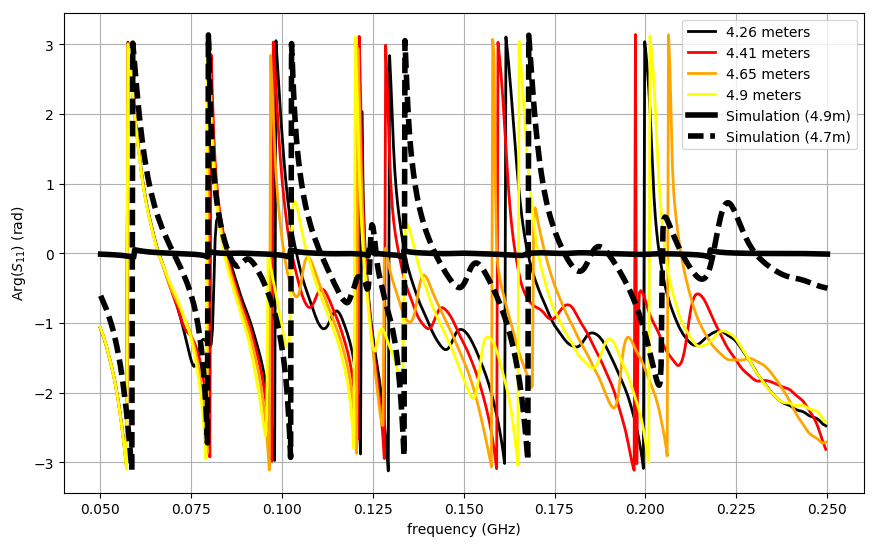 Arg(S₁₁) (rad)
3
2
1
0
−1
−2
−3
4.26 meters
4.41 meters
4.65 meters
4.9 meters
Simulation (4.9m)
Simulation (4.7m)
0.050 0.075 0.100 0.125 0.150 0.175 0.200 0.225 0.250
frequency (GHz)